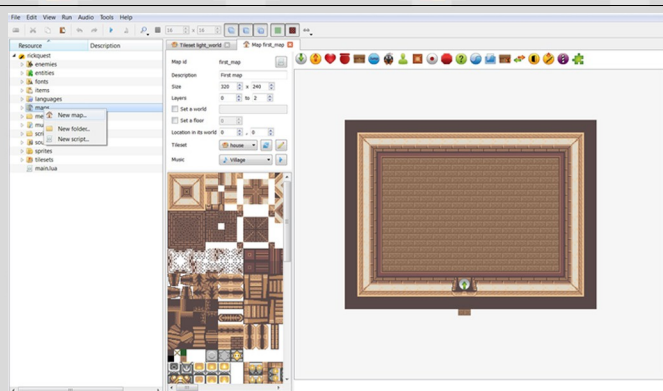 File Edit View Run Audio Tools Help
16 x 16
Resource Description
rickquest
enemies
entities
fonts
items
languages
maps
New map...
New folder...
New script...
sprites
tilesets
main.lua
Tileset light_world Map first_map
Map id first_map
Description First map
Size 320 x 240
Layers 0 to 2
Set a world
Set a floor 0
Location in its world 0 , 0
Tileset house
Music Village